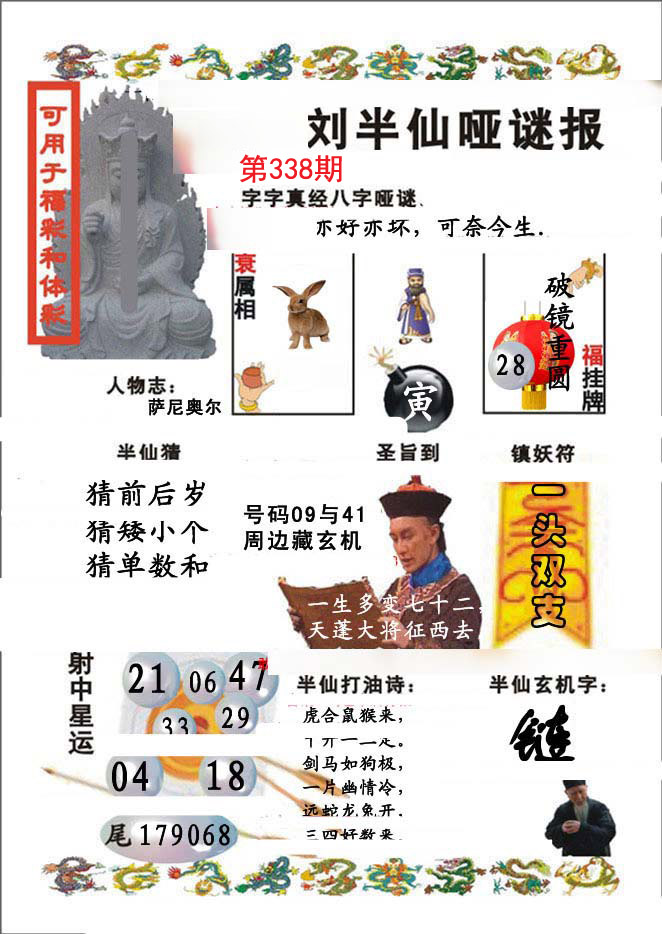 刘半仙哑谜报
可用于福彩和体彩
第338期
字字真经八字哑谜、
亦好亦坏，可奈今生.
衰属相
破镜重圆
28
福挂牌
寅
人物志：
萨尼奥尔
半仙猜
圣旨到
镇妖符
猜前后岁
猜矮小个
猜单数和
号码09与41
周边藏玄机
一生多变七十二，
天蓬大将征西去
一头双支
射中星运
21 06 47
33 29
04 18
尾179068
半仙打油诗：
虎合鼠猴来，
剑马如狗极，
一片幽情冷，
远蛇龙兔开.
三四好数来.
半仙玄机字：
链